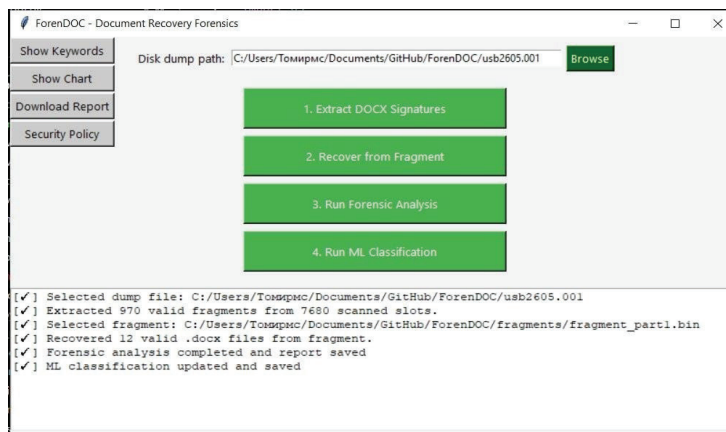 ForenDOC - Document Recovery Forensics
Show Keywords
Show Chart
Download Report
Security Policy
Disk dump path: C:/Users/Томирмс/Documents/GitHub/ForenDOC/usb2605.001 Browse
1. Extract DOCX Signatures
2. Recover from Fragment
3. Run Forensic Analysis
4. Run ML Classification
[✓] Selected dump file: C:/Users/Томирмс/Documents/GitHub/ForenDOC/usb2605.001
[✓] Extracted 970 valid fragments from 7680 scanned slots.
[✓] Selected fragment: C:/Users/Томирмс/Documents/GitHub/ForenDOC/fragments/fragment_part1.bin
[✓] Recovered 12 valid .docx files from fragment.
[✓] Forensic analysis completed and report saved
[✓] ML classification updated and saved